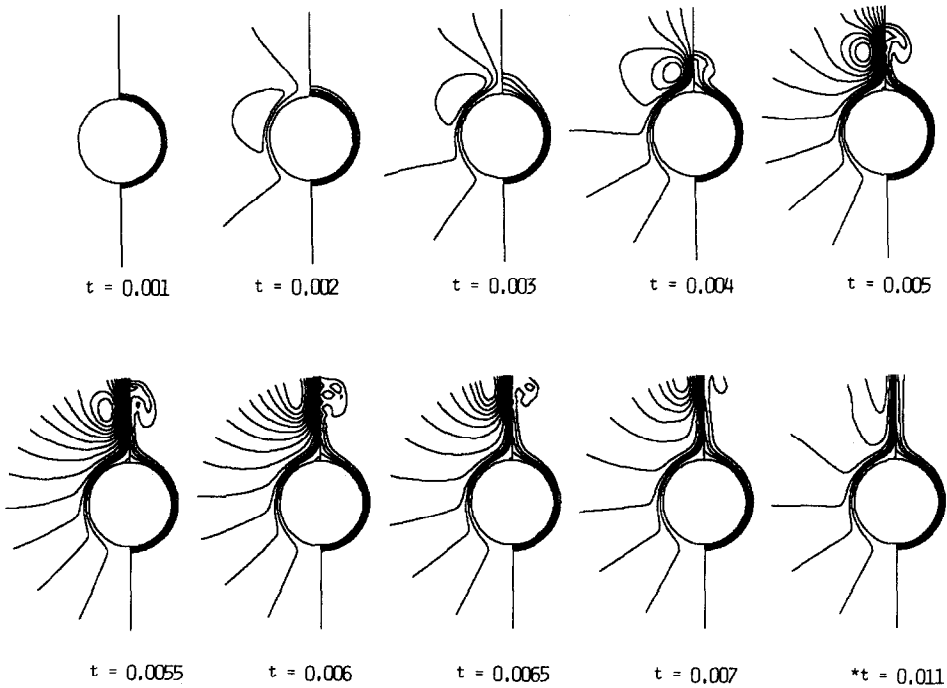 t = 0.001
t = 0.002
t = 0.003
t = 0.004
t = 0.005
t = 0.0055
t = 0.006
t = 0.0065
t = 0.007
*t = 0.011